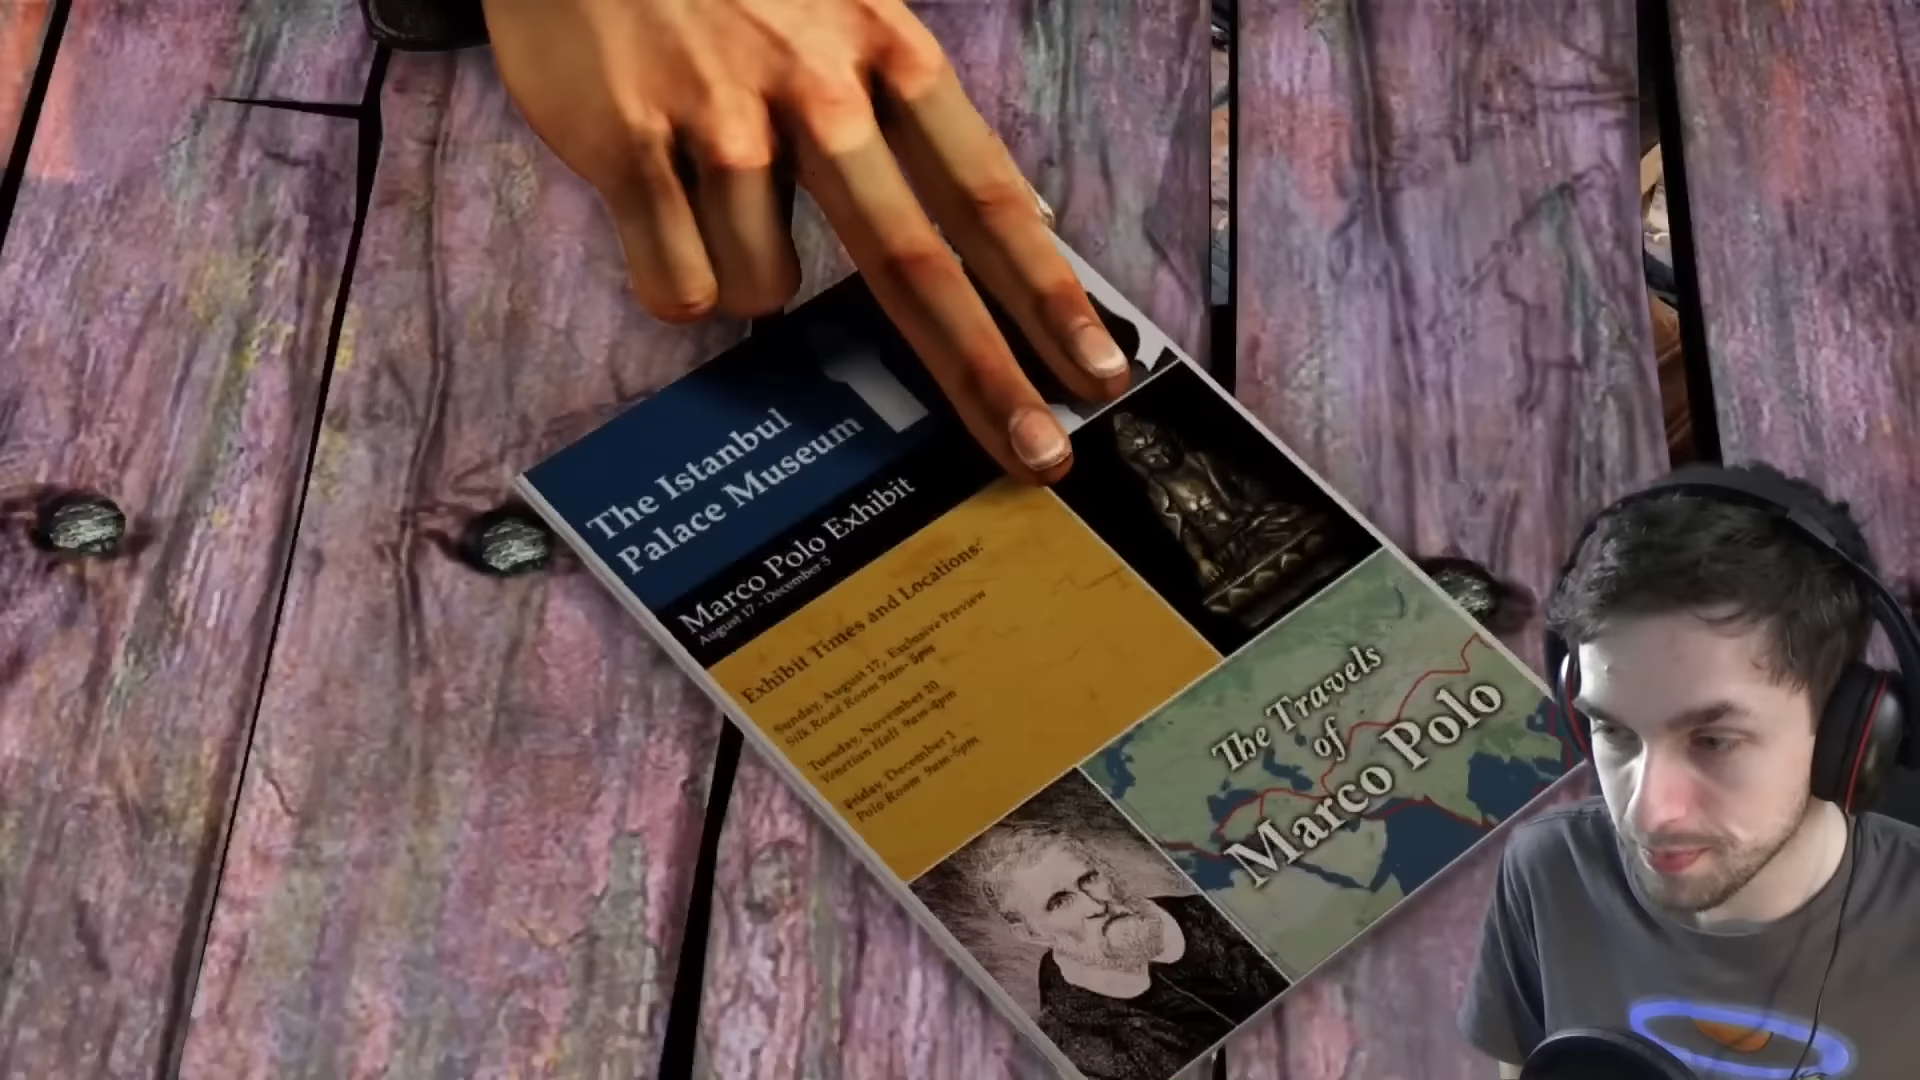 The Istanbul
Palace Museum
Marco Polo Exhibit
August 17 - December 5
Exhibit Times and Locations:
Sunday, August 17, Exclusive Preview
Silk Road Room 9am-5pm
Tuesday, November 20
Venetian Hall 9am-4pm
Friday, December 1
Polo Room 9am-5pm
The Travels
of
Marco Polo